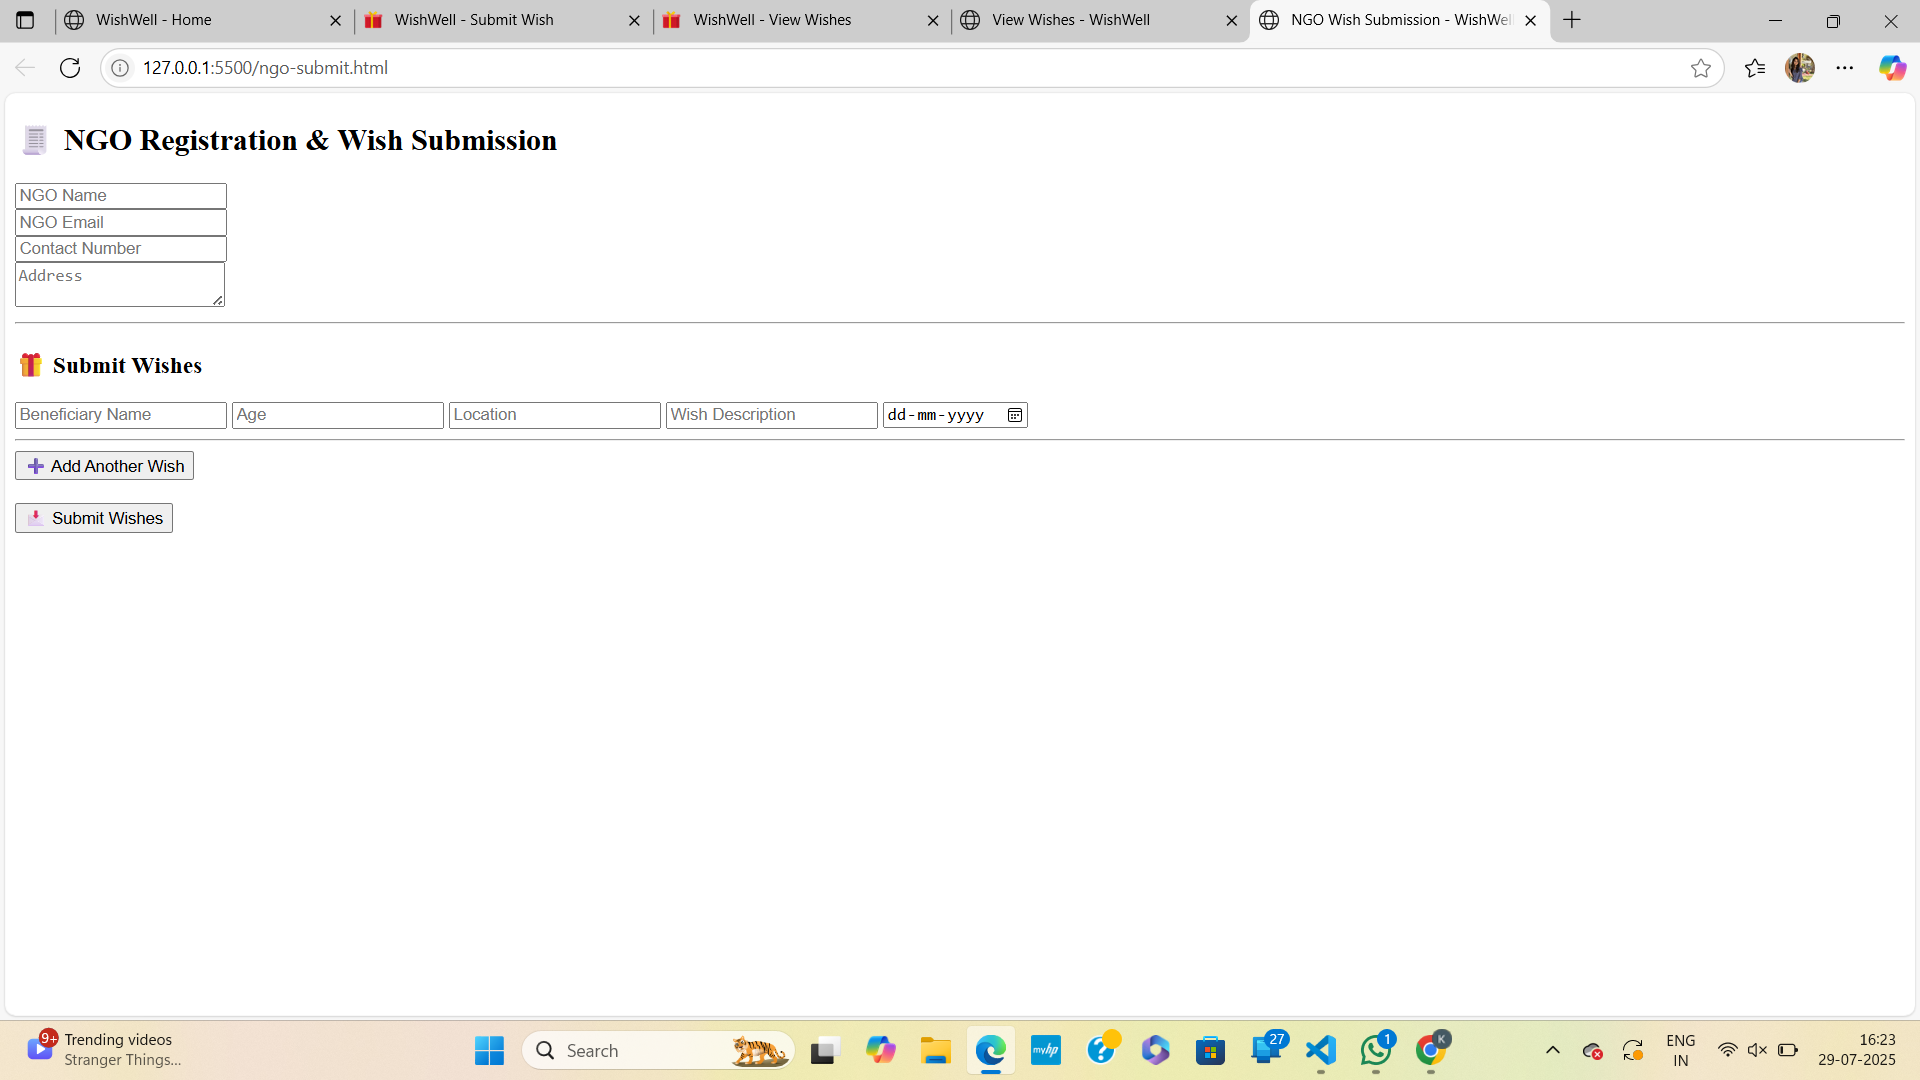 WishWell - Home
WishWell - Submit Wish
WishWell - View Wishes
View Wishes - WishWell
NGO Wish Submission - WishWell
127.0.0.1:5500/ngo-submit.html
NGO Registration & Wish Submission
NGO Name
NGO Email
Contact Number
Address
Submit Wishes
Beneficiary Name Age Location Wish Description dd-mm-yyyy
Add Another Wish
Submit Wishes
9+
Trending videos
Stranger Things...
Search
myhp
27
1
K
ENG
IN
16:23
29-07-2025